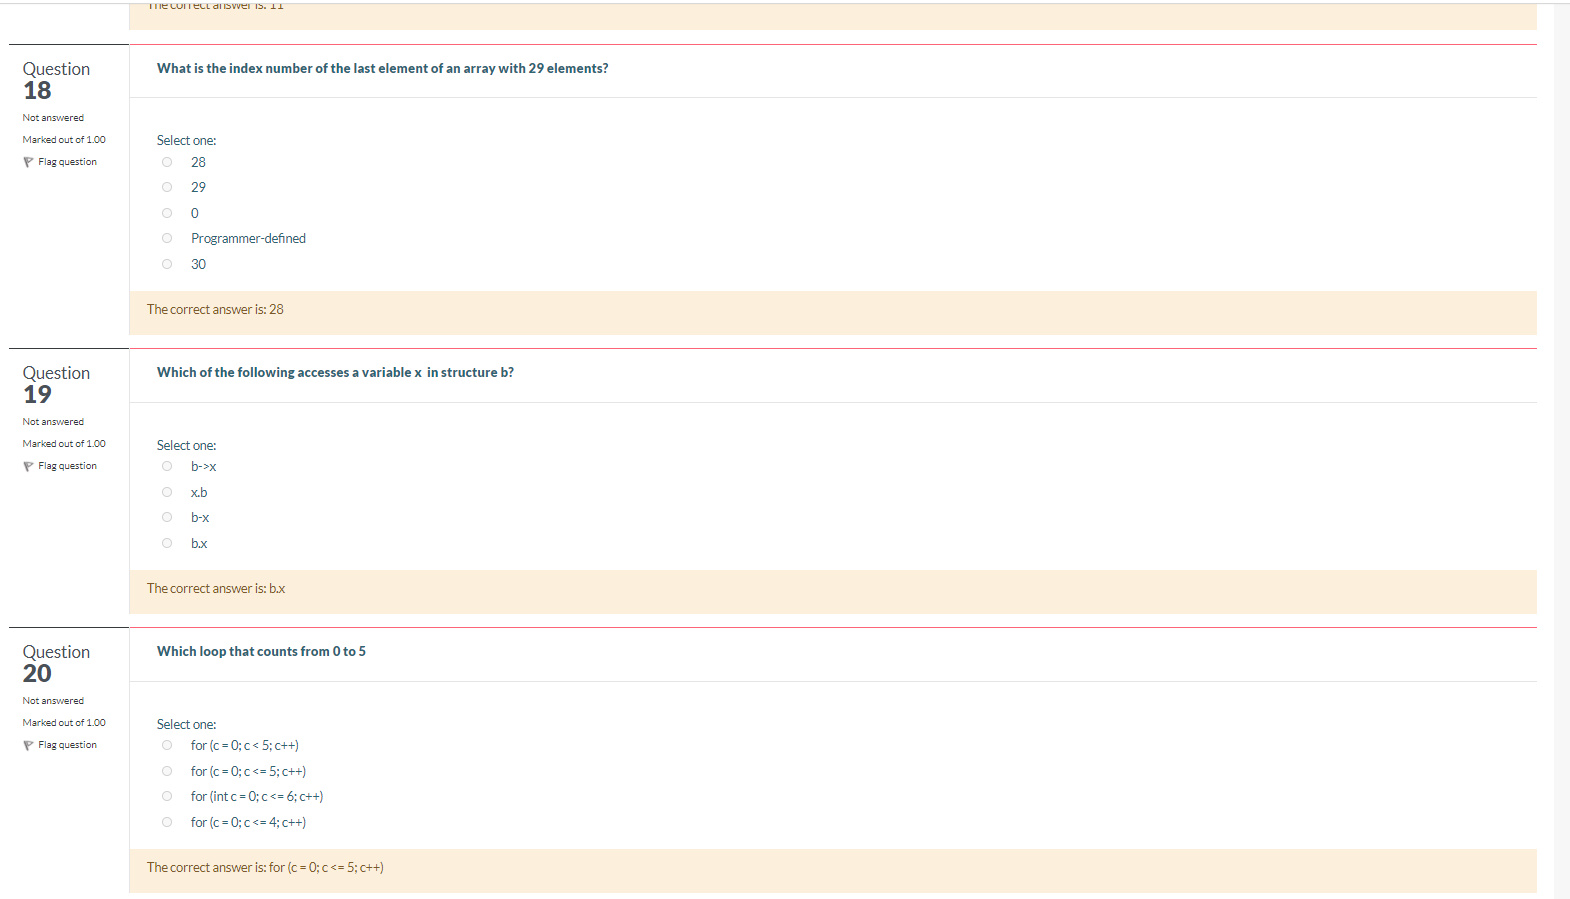 The correct answer is: 11
Question
18
Not answered
Marked out of 1.00
Flag question
What is the index number of the last element of an array with 29 elements?
Select one:
28
29
0
Programmer-defined
30
The correct answer is: 28
Question
19
Not answered
Marked out of 1.00
Flag question
Which of the following accesses a variable x in structure b?
Select one:
b->x
x.b
b-x
b.x
The correct answer is: b.x
Question
20
Not answered
Marked out of 1.00
Flag question
Which loop that counts from 0 to 5
Select one:
for (c = 0; c < 5; c++)
for (c = 0; c <= 5; c++)
for (int c = 0; c <= 6; c++)
for (c = 0; c <= 4; c++)
The correct answer is: for (c = 0; c <= 5; c++)